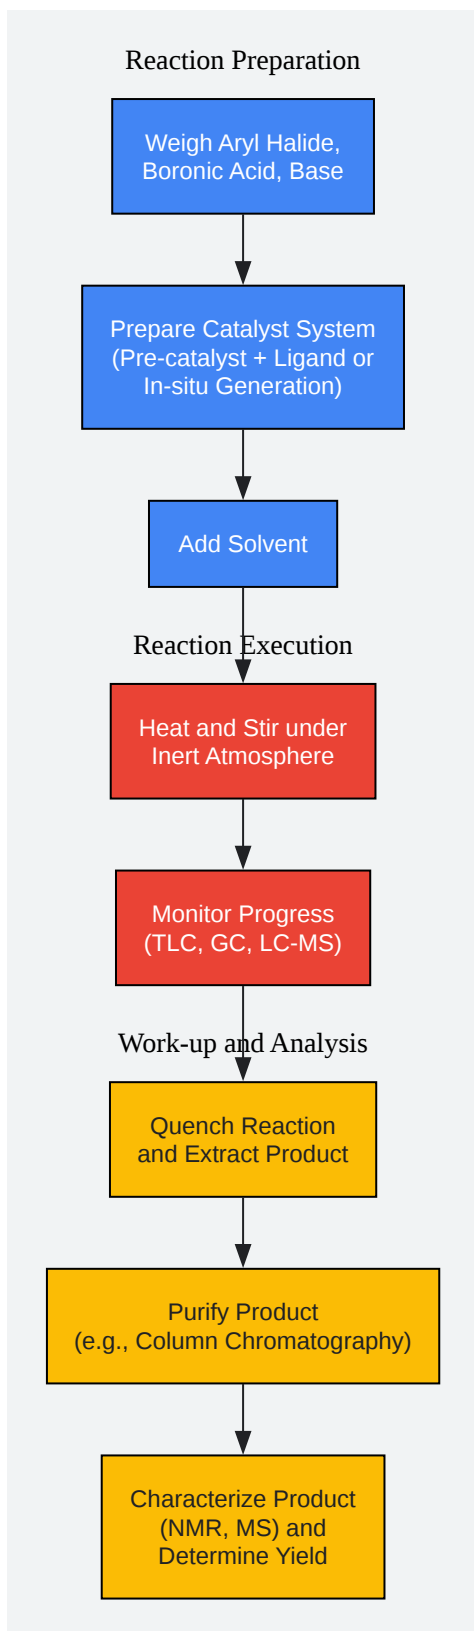 Reaction Preparation
Weigh Aryl Halide,
Boronic Acid, Base
Prepare Catalyst System
(Pre-catalyst + Ligand or
In-situ Generation)
Add Solvent
Reaction Execution
Heat and Stir under
Inert Atmosphere
Monitor Progress
(TLC, GC, LC-MS)
Work-up and Analysis
Quench Reaction
and Extract Product
Purify Product
(e.g., Column Chromatography)
Characterize Product
(NMR, MS) and
Determine Yield